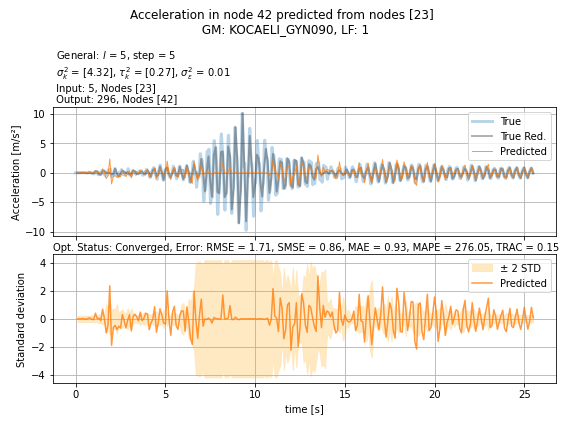 Acceleration in node 42 predicted from nodes [23]
GM: KOCAELI_GYN090, LF: 1
General: l = 5, step = 5
σ²ₖ = [4.32], τ²ₖ = [0.27], σ²ε = 0.01
Input: 5, Nodes [23]
Output: 296, Nodes [42]
Acceleration [m/s²]
10
5
0
−5
−10
True
True Red.
Predicted
Opt. Status: Converged, Error: RMSE = 1.71, SMSE = 0.86, MAE = 0.93, MAPE = 276.05, TRAC = 0.15
Standard deviation
4
2
0
−2
−4
± 2 STD
Predicted
0 5 10 15 20 25
time [s]